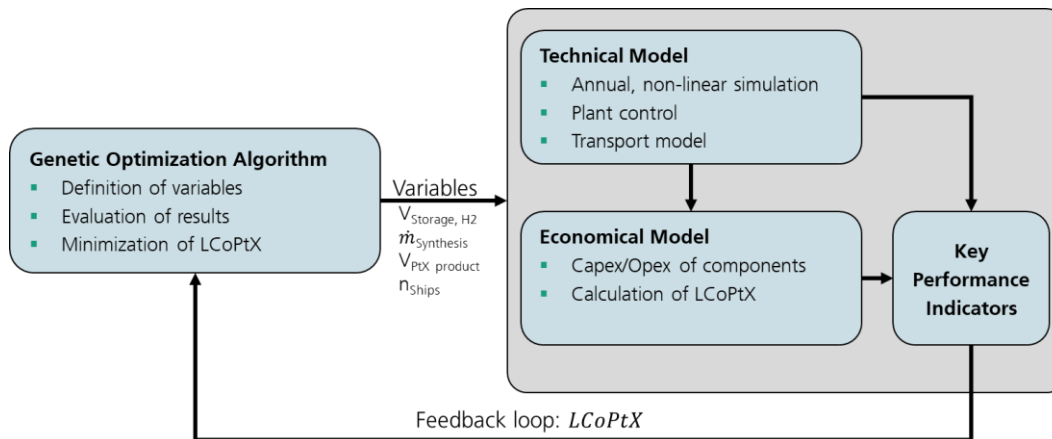 Genetic Optimization Algorithm
▪ Definition of variables
▪ Evaluation of results
▪ Minimization of LCoPtX
Variables
V_Storage, H2
ṁ_Synthesis
V_PtX product
n_Ships
Technical Model
▪ Annual, non-linear simulation
▪ Plant control
▪ Transport model
Economical Model
▪ Capex/Opex of components
▪ Calculation of LCoPtX
Key
Performance
Indicators
Feedback loop: LCoPtX